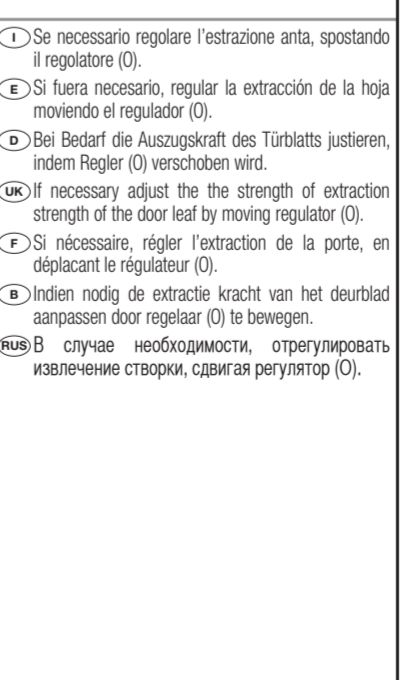 I Se necessario regolare l'estrazione anta, spostando
il regolatore (O).
E Si fuera necesario, regular la extracción de la hoja
moviendo el regulador (O).
D Bei Bedarf die Auszugskraft des Türblatts justieren,
indem Regler (O) verschoben wird.
UK If necessary adjust the the strength of extraction
strength of the door leaf by moving regulator (O).
F Si nécessaire, régler l'extraction de la porte, en
déplacant le régulateur (O).
B Indien nodig de extractie kracht van het deurblad
aanpassen door regelaar (O) te bewegen.
RUS В случае необходимости, отрегулировать
извлечение створки, сдвигая регулятор (О).